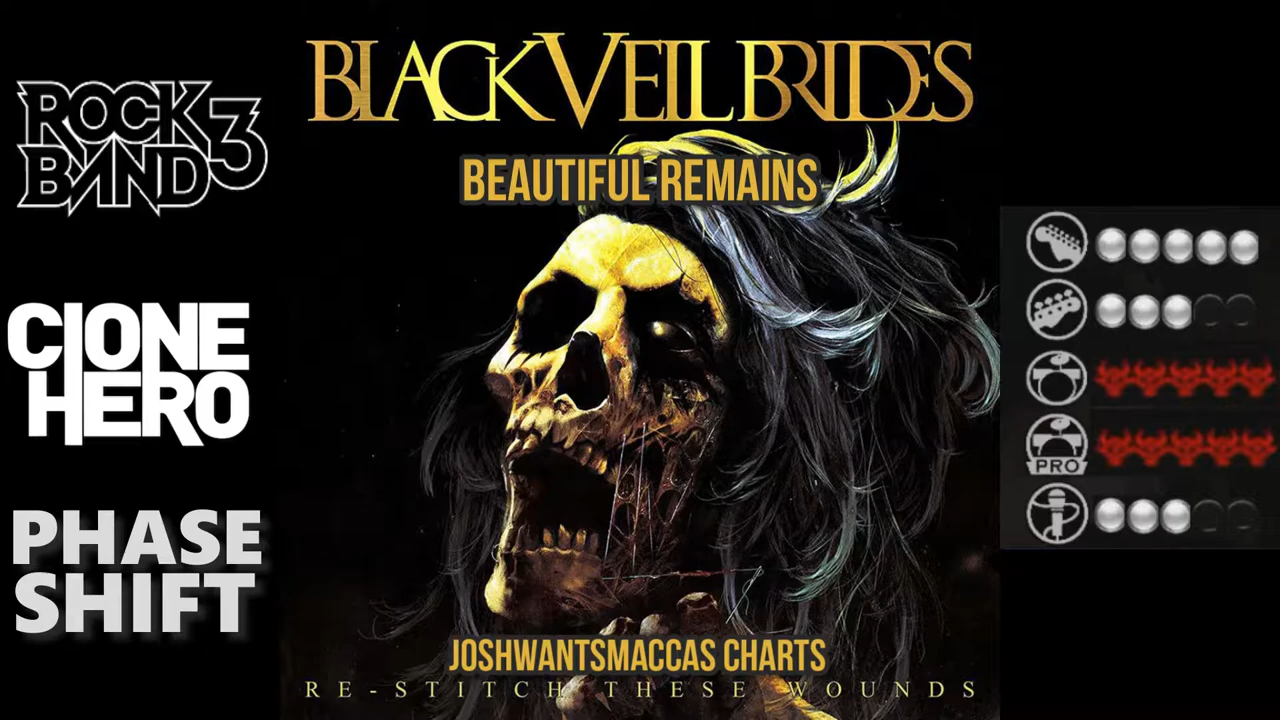 BLACK VEIL BRIDES
BEAUTIFUL REMAINS
ROCK
BAND 3
CLONE
HERO
PHASE
SHIFT
PRO
JOSHWANTSMACCAS CHARTS
RE-STITCH THESE WOUNDS